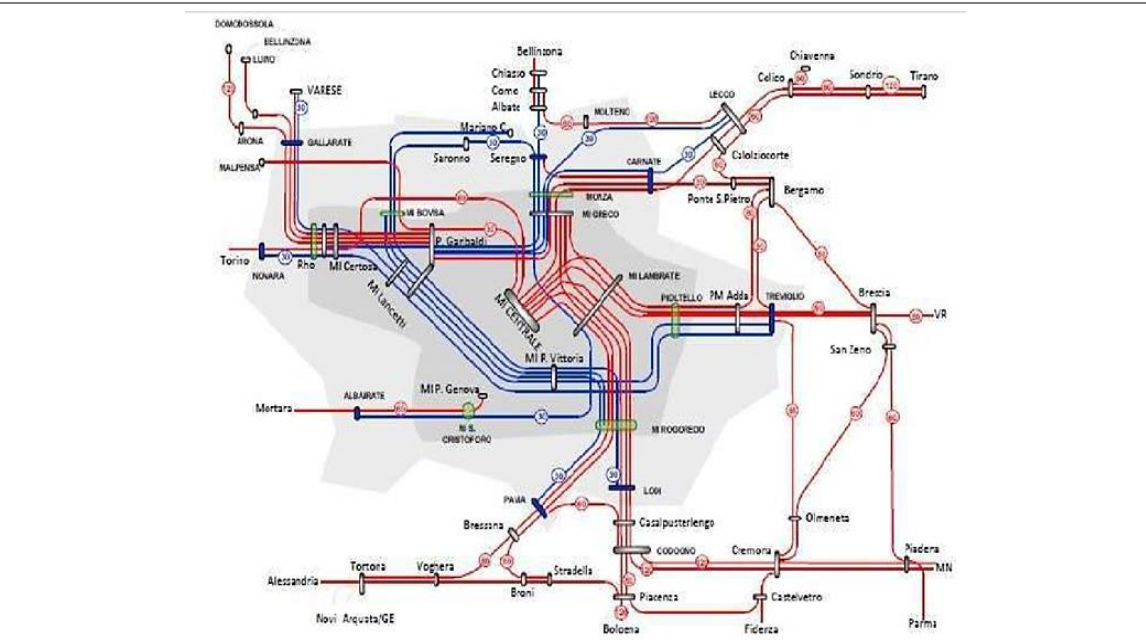 DOMOBOSSOLA
BELLINZONA
LUINO
VARESE
GALLARATE
ARONA
MALPENSA
Bellinzona
Chiasso
Como
Albate
MOLTENO
LECCO
Chiavenna
Colico
Sondrio
Tirano
Mariano C.
Saronno
Seregno
CARNATE
Calolziocorte
Ponte S.Pietro
Bergamo
MONZA
MI GRECO
MI BOVISA
P. Garibaldi
Torino
NOVARA
30
Rho
MI Certosa
MI Lancetti
MI CENTRALE
MI LAMBRATE
PIOLTELLO
PM Adda
TREVIGLIO
Brescia
VR
San Zeno
MI P. Vittoria
MI P. Genova
ALBAIRATE
Mortara
MI S.
CRISTOFORO
MI ROGOREDO
PAVIA
LODI
Bressana
Casalpusterlengo
CODOGNO
Cremona
Olmeneta
Piadena
MN
Alessandria
Tortona
Voghera
Broni
Stradella
Piacenza
Castelvetro
Novi Arquata/GE
Bologna
Fidenza
Parma